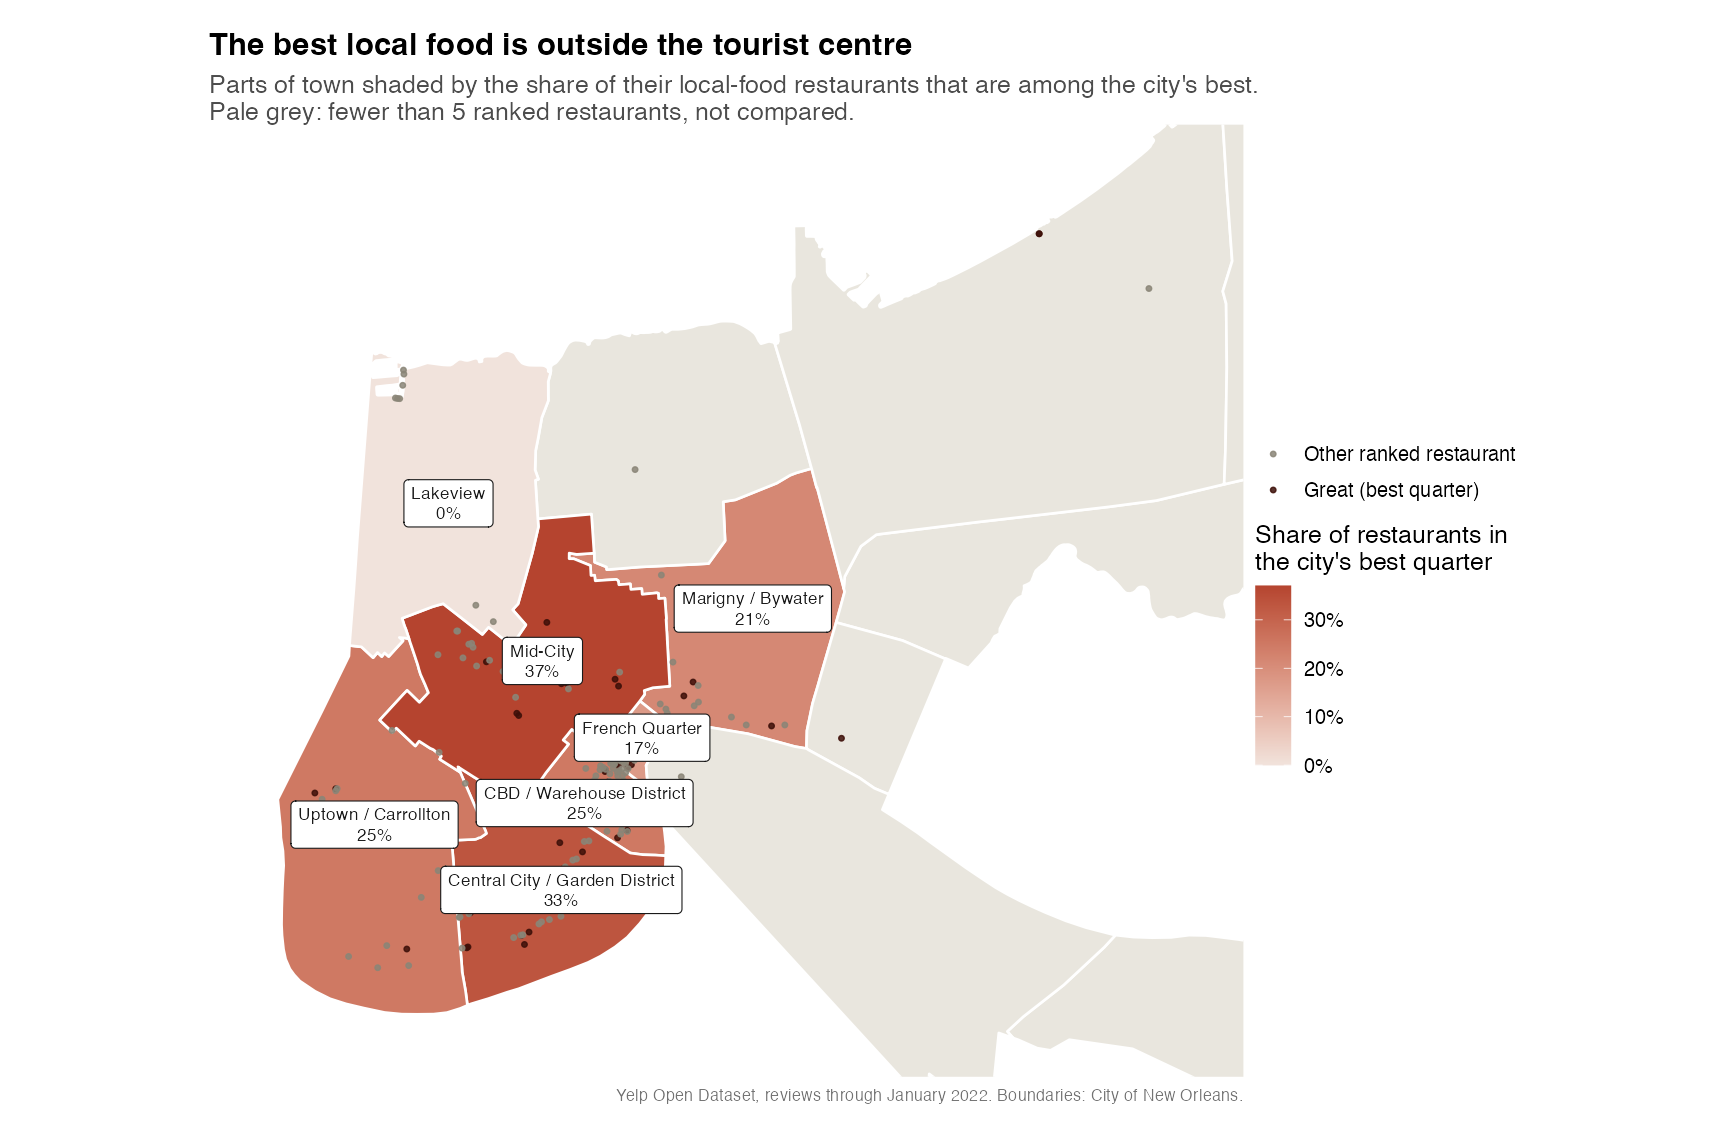 The best local food is outside the tourist centre
Parts of town shaded by the share of their local-food restaurants that are among the city's best.
Pale grey: fewer than 5 ranked restaurants, not compared.
Lakeview
0%
Marigny / Bywater
21%
Mid-City
37%
French Quarter
17%
CBD / Warehouse District
25%
Uptown / Carrollton
25%
Central City / Garden District
33%
Other ranked restaurant
Great (best quarter)
Share of restaurants in
the city's best quarter
30%
20%
10%
0%
Yelp Open Dataset, reviews through January 2022. Boundaries: City of New Orleans.